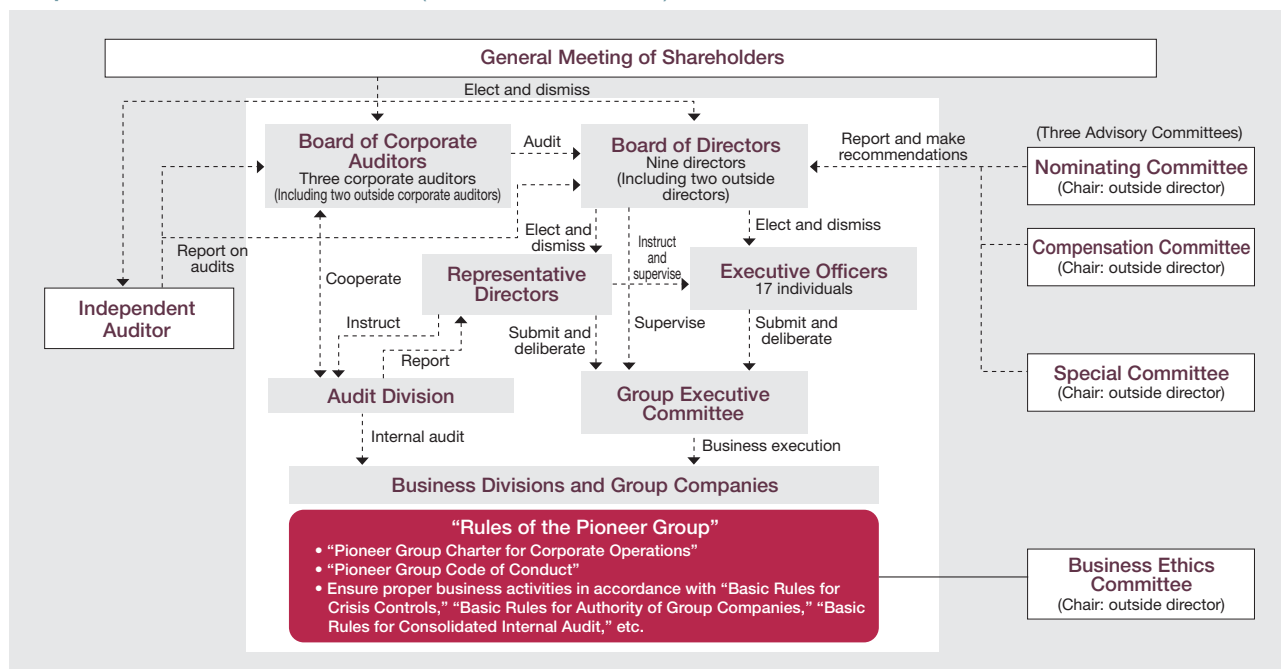 General Meeting of Shareholders
Elect and dismiss
Board of Corporate
Auditors
Three corporate auditors
(Including two outside corporate auditors)
Audit
Board of Directors
Nine directors
(Including two outside
directors)
Report and make
recommendations
(Three Advisory Committees)
Nominating Committee
(Chair: outside director)
Compensation Committee
(Chair: outside director)
Special Committee
(Chair: outside director)
Report on
audits
Independent
Auditor
Cooperate
Elect and
dismiss
Instruct
and
supervise
Elect and dismiss
Representative
Directors
Executive Officers
17 individuals
Instruct
Report
Submit and
deliberate
Supervise
Submit and
deliberate
Audit Division
Group Executive
Committee
Internal audit
Business execution
Business Divisions and Group Companies
“Rules of the Pioneer Group”
• “Pioneer Group Charter for Corporate Operations”
• “Pioneer Group Code of Conduct”
• Ensure proper business activities in accordance with “Basic Rules for
Crisis Controls,” “Basic Rules for Authority of Group Companies,” “Basic
Rules for Consolidated Internal Audit,” etc.
Business Ethics
Committee
(Chair: outside director)